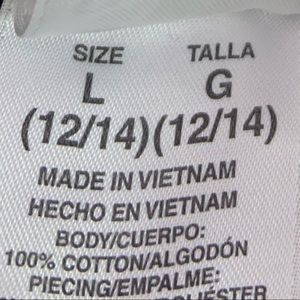 SIZE TALLA
L G
(12/14)(12/14)
MADE IN VIETNAM
HECHO EN VIETNAM
BODY/CUERPO:
100% COTTON/ALGODÓN
PIECING/EMPALME: